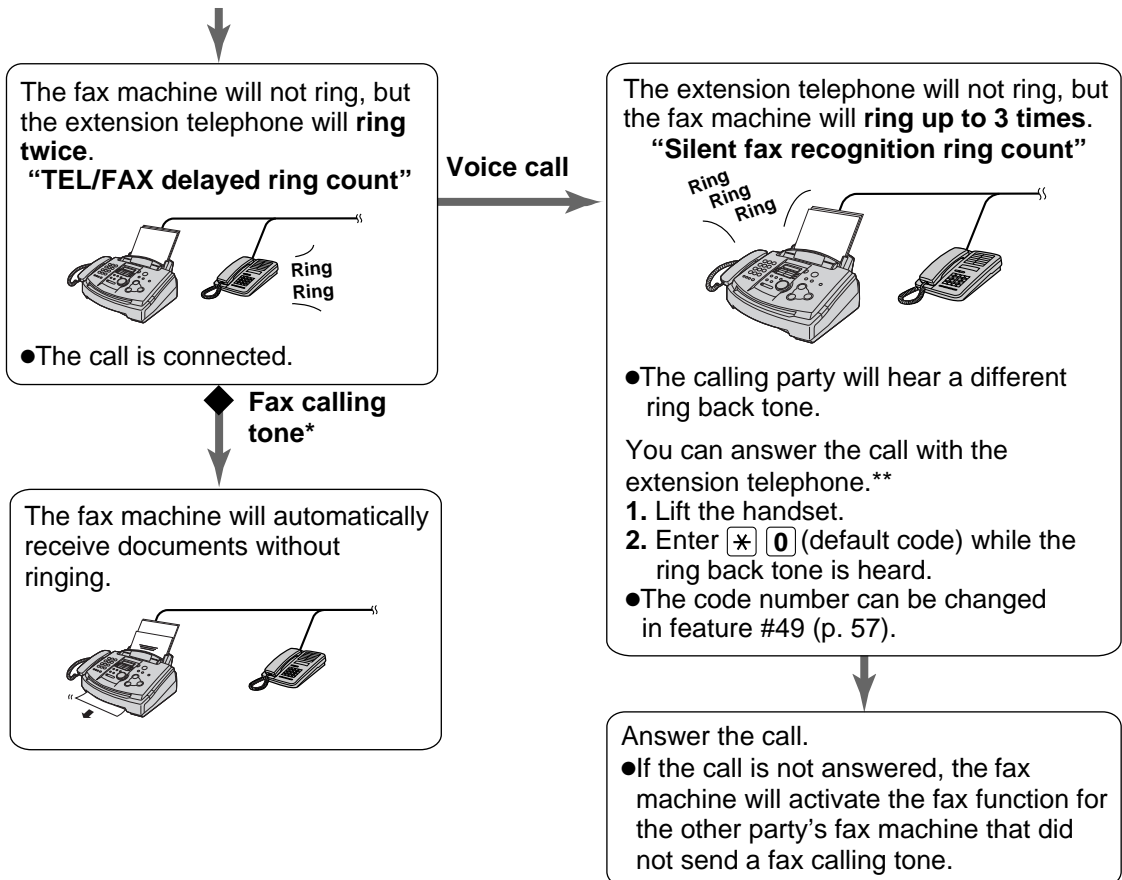 The fax machine will not ring, but
the extension telephone will ring
twice.
“TEL/FAX delayed ring count”
Ring
Ring
●The call is connected.
Voice call
Fax calling
tone*
The fax machine will automatically
receive documents without
ringing.
The extension telephone will not ring, but
the fax machine will ring up to 3 times.
“Silent fax recognition ring count”
Ring
Ring
Ring
●The calling party will hear a different
ring back tone.
You can answer the call with the
extension telephone.**
1. Lift the handset.
2. Enter * 0 (default code) while the
ring back tone is heard.
●The code number can be changed
in feature #49 (p. 57).
Answer the call.
●If the call is not answered, the fax
machine will activate the fax function for
the other party’s fax machine that did
not send a fax calling tone.